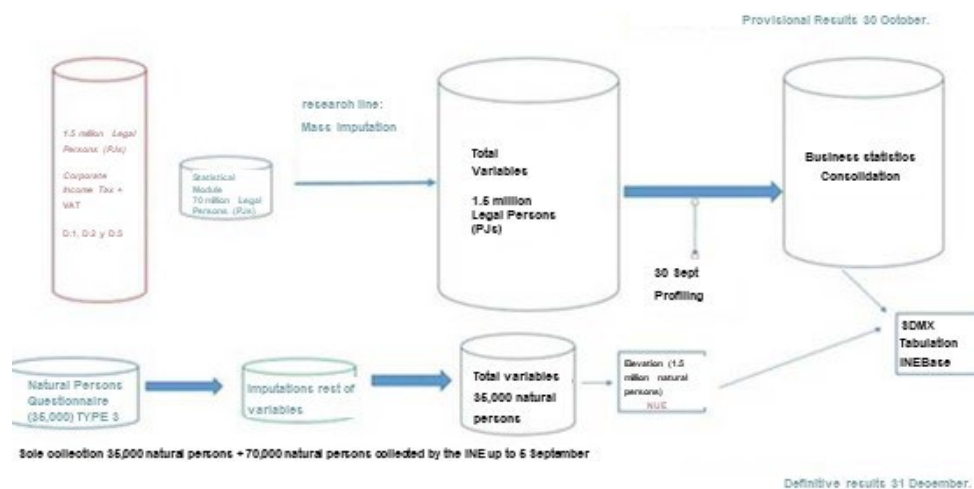 Provisional Results 30 October.
1.5 million Legal
Persons (PJs)
Corporate
Income Tax +
VAT
D.1, D.2 y D.3
Statistical
Module
70 million Legal
Persons (PJs)
research line:
Mass Imputation
Total
Variables
1.5 million
Legal Persons
(PJs)
30 Sept
Profiling
Business statistics
Consolidation
SDMX
Tabulation
INEBase
Natural Persons
Questionnaire
(35,000) TYPE 3
Imputations rest of
variables
Total variables
35,000 natural
persons
Elevation (1.5
million natural
persons)
NUE
Sole collection 35,000 natural persons + 70,000 natural persons collected by the INE up to 5 September
Definitive results 31 December.